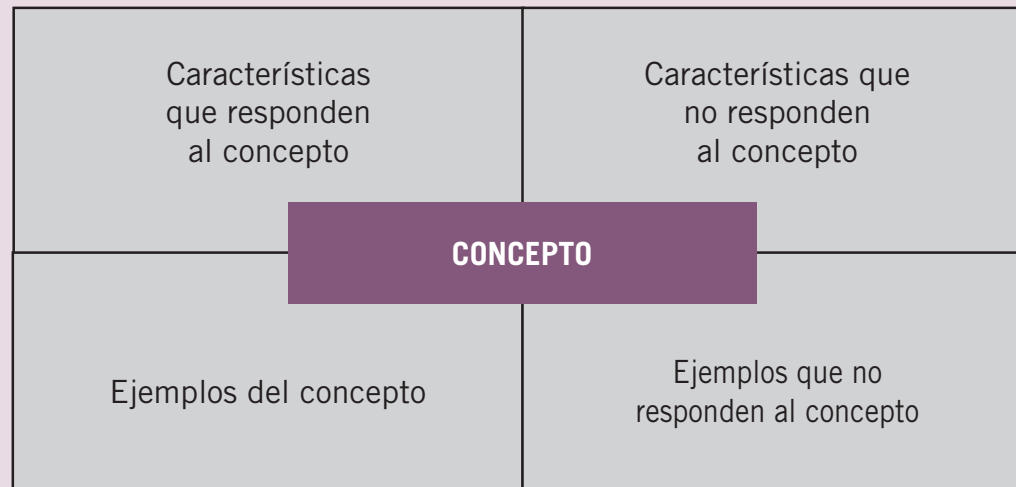 Características
que responden
al concepto
Características que
no responden
al concepto
CONCEPTO
Ejemplos del concepto
Ejemplos que no
responden al concepto